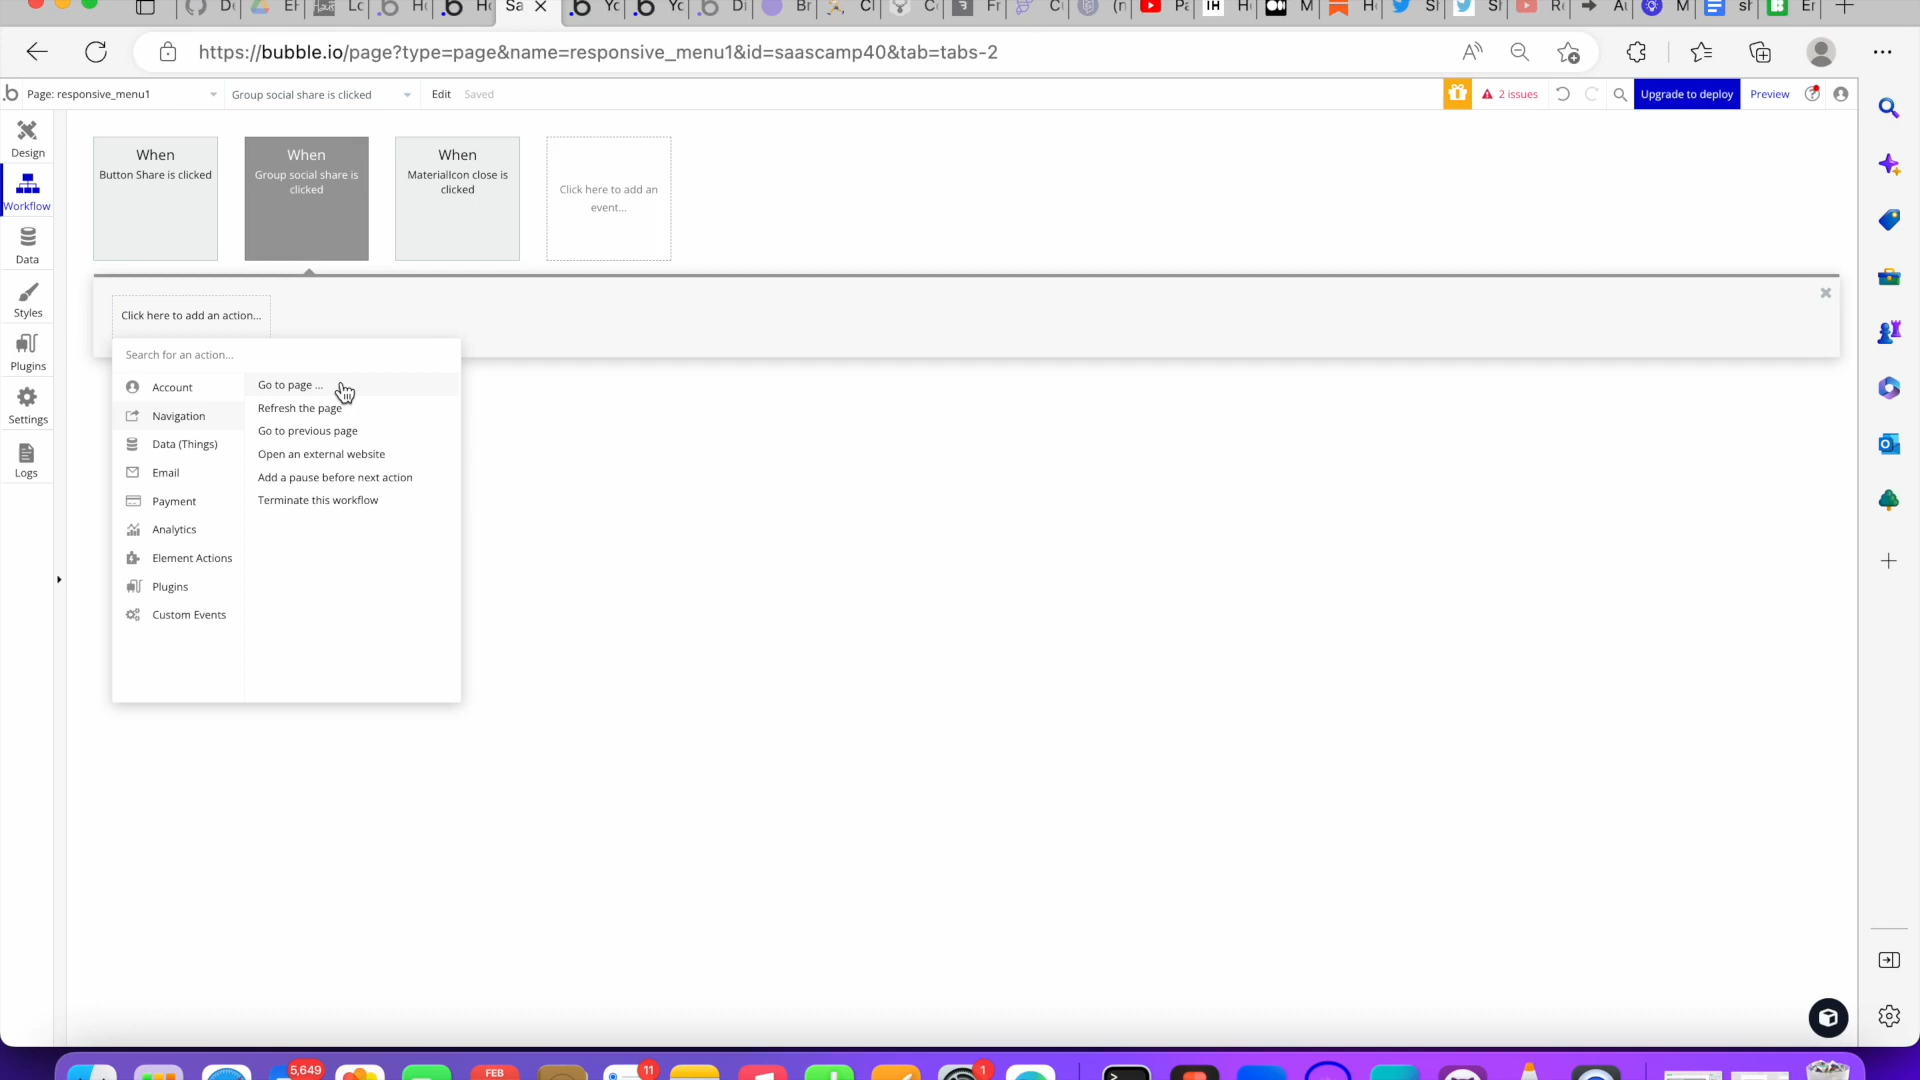 Sa
https://bubble.io/page?type=page&name=responsive_menu1&id=saascamp40&tab=tabs-2
Page: responsive_menu1
Group social share is clicked
Edit
Saved
2 issues
Upgrade to deploy
Preview
Design
Workflow
Data
Styles
Plugins
Settings
Logs
When
Button Share is clicked
When
Group social share is
clicked
When
MaterialIcon close is
clicked
Click here to add an
event...
Click here to add an action...
Search for an action...
Account
Navigation
Data (Things)
Email
Payment
Analytics
Element Actions
Plugins
Custom Events
Go to page ...
Refresh the page
Go to previous page
Open an external website
Add a pause before next action
Terminate this workflow
5,649
FEB
11
1